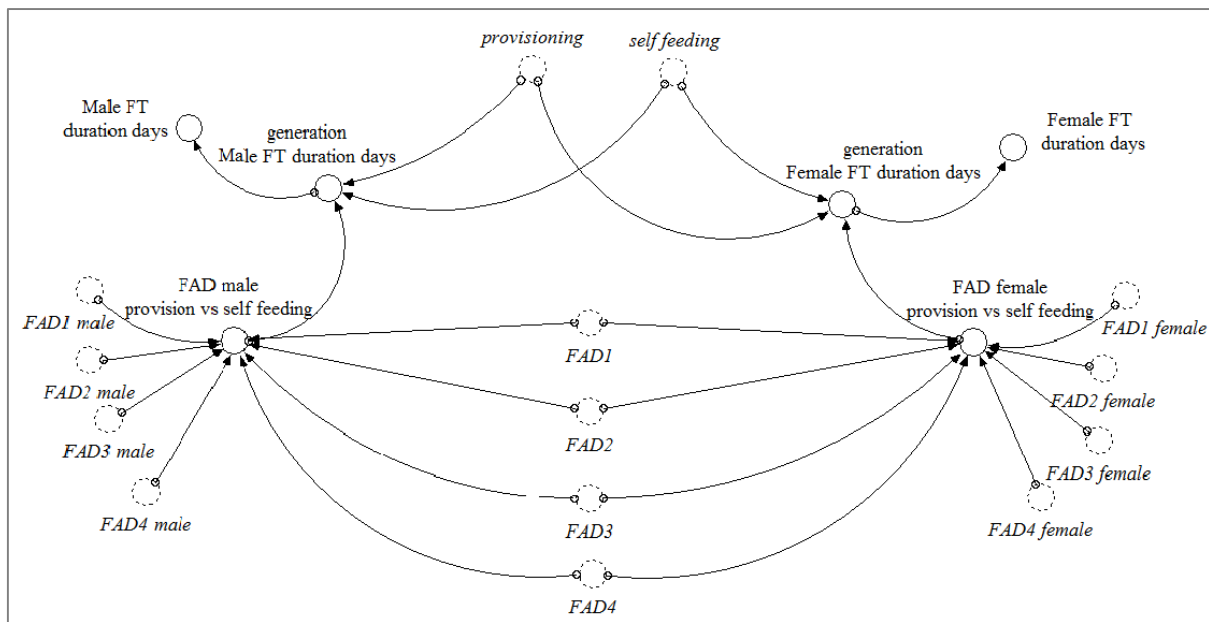 provisioning
self feeding
Male FT
duration days
generation
Male FT duration days
generation
Female FT duration days
Female FT
duration days
FAD male
provision vs self feeding
FAD female
provision vs self feeding
FAD1 male
FAD2 male
FAD3 male
FAD4 male
FAD1
FAD2
FAD3
FAD4
FAD1 female
FAD2 female
FAD3 female
FAD4 female